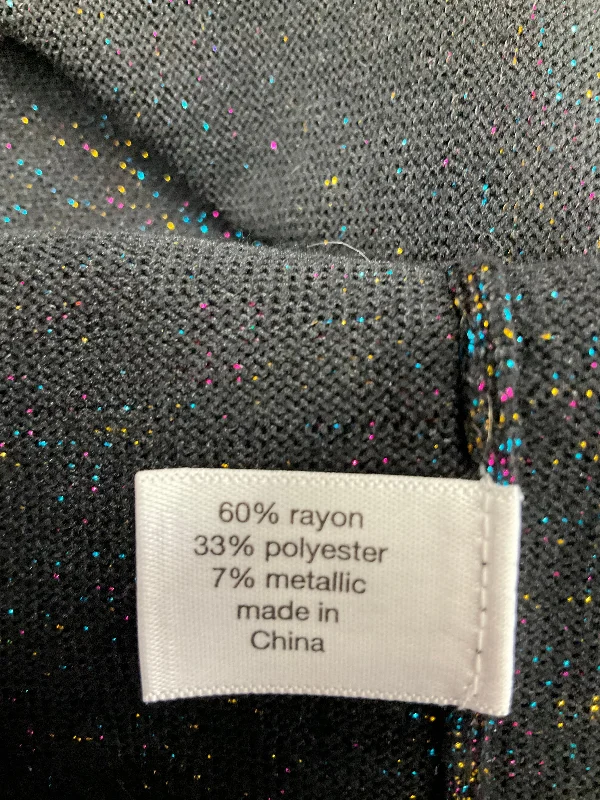 60% rayon
33% polyester
7% metallic
made in
China